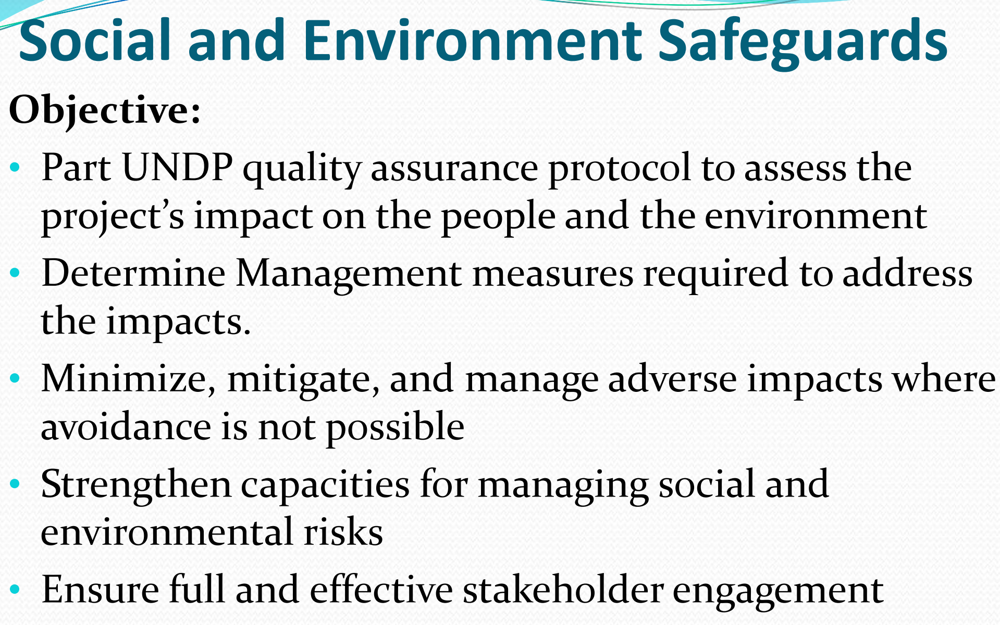 Social and Environment Safeguards
Objective:
• Part UNDP quality assurance protocol to assess the
project’s impact on the people and the environment
• Determine Management measures required to address
the impacts.
• Minimize, mitigate, and manage adverse impacts where
avoidance is not possible
• Strengthen capacities for managing social and
environmental risks
• Ensure full and effective stakeholder engagement